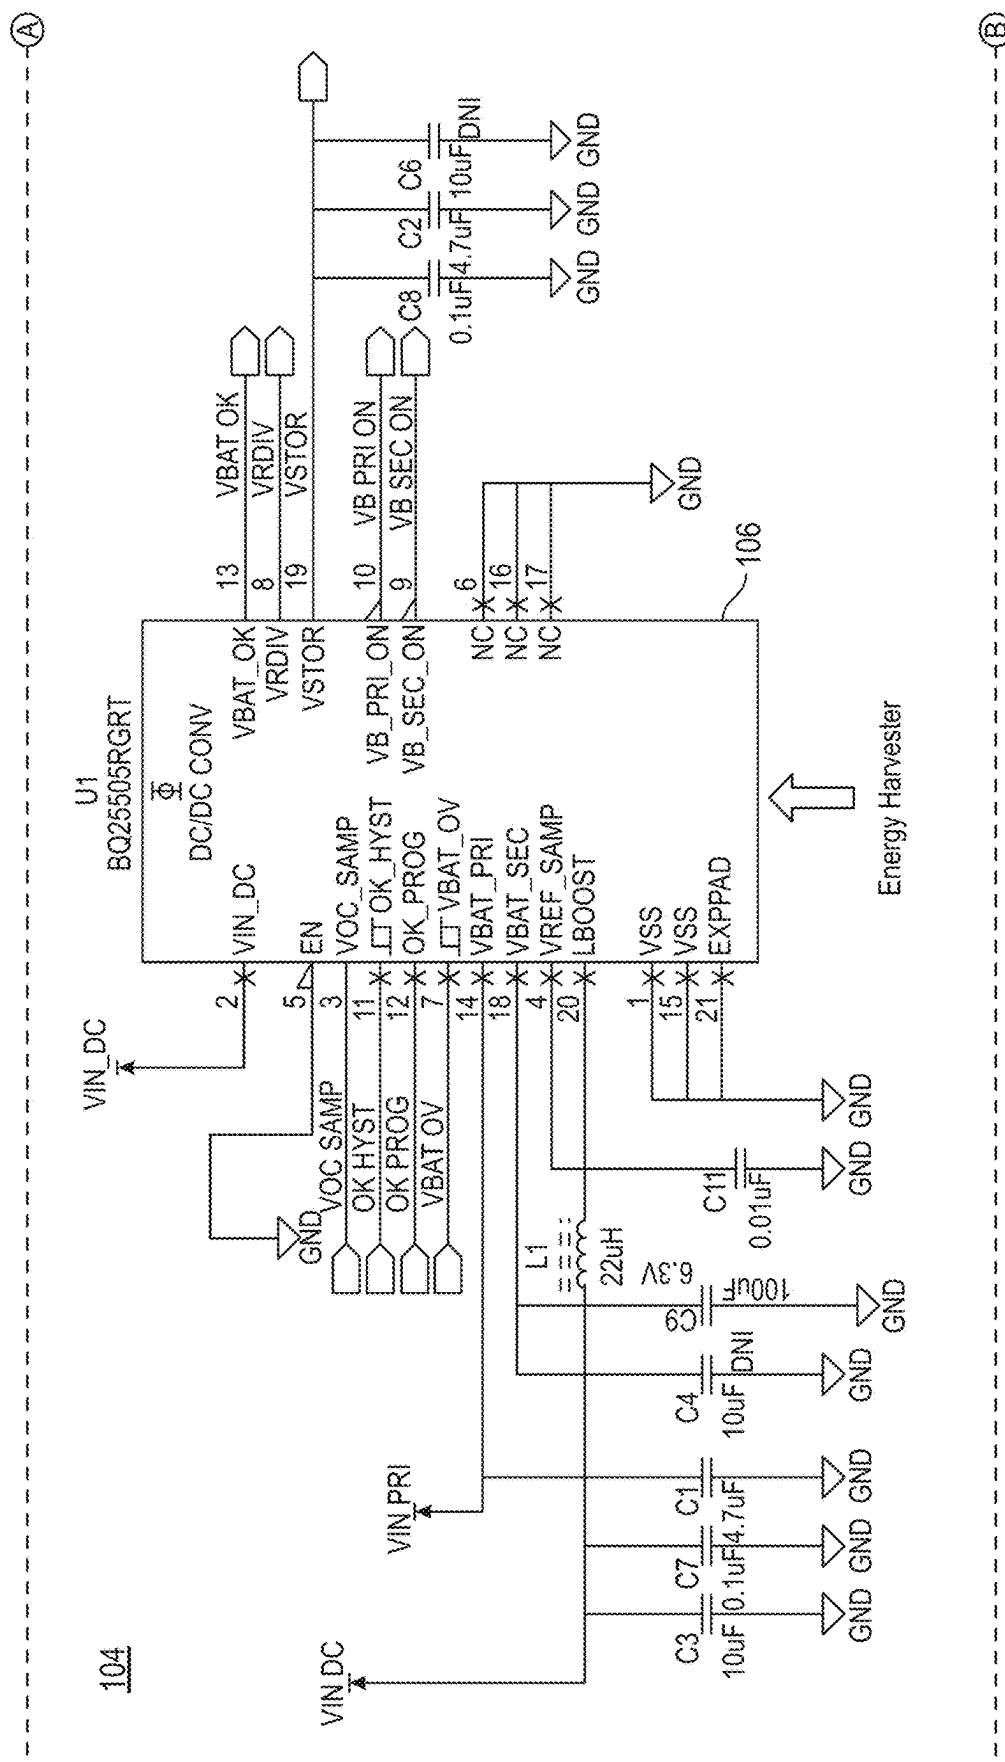 104
A
B
U1
BQ25505RGRT
Φ
DC/DC CONV
VIN_DC
2
VIN_DC
5
EN
GND
VOC SAMP
3
VOC_SAMP
OK HYST
11
OK_HYST
OK PROG
12
OK_PROG
VBAT OV
7
VBAT_OV
VIN PRI
14
VBAT_PRI
18
VBAT_SEC
4
VREF_SAMP
VIN DC
20
LBOOST
1
VSS
15
VSS
21
EXPPAD
GND
L1
22uH
C3
10uF
GND
C7
0.1uF
GND
C1
4.7uF
GND
C4
10uF
DNI
GND
C9
6.3V
100uF
GND
C11
0.01uF
GND
VBAT_OK
13
VBAT OK
VRDIV
8
VRDIV
VSTOR
19
VSTOR
VB_PRI_ON
10
VB PRI ON
VB_SEC_ON
9
VB SEC ON
NC
6
NC
16
NC
17
GND
C8
0.1uF
GND
C2
4.7uF
GND
C6
10uF
DNI
GND
106
Energy Harvester